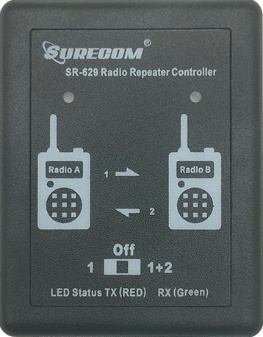 SURECOM®
SR-629 Radio Repeater Controller
Radio A
Radio B
1
2
Off
1 1+2
LED Status TX (RED) RX (Green)